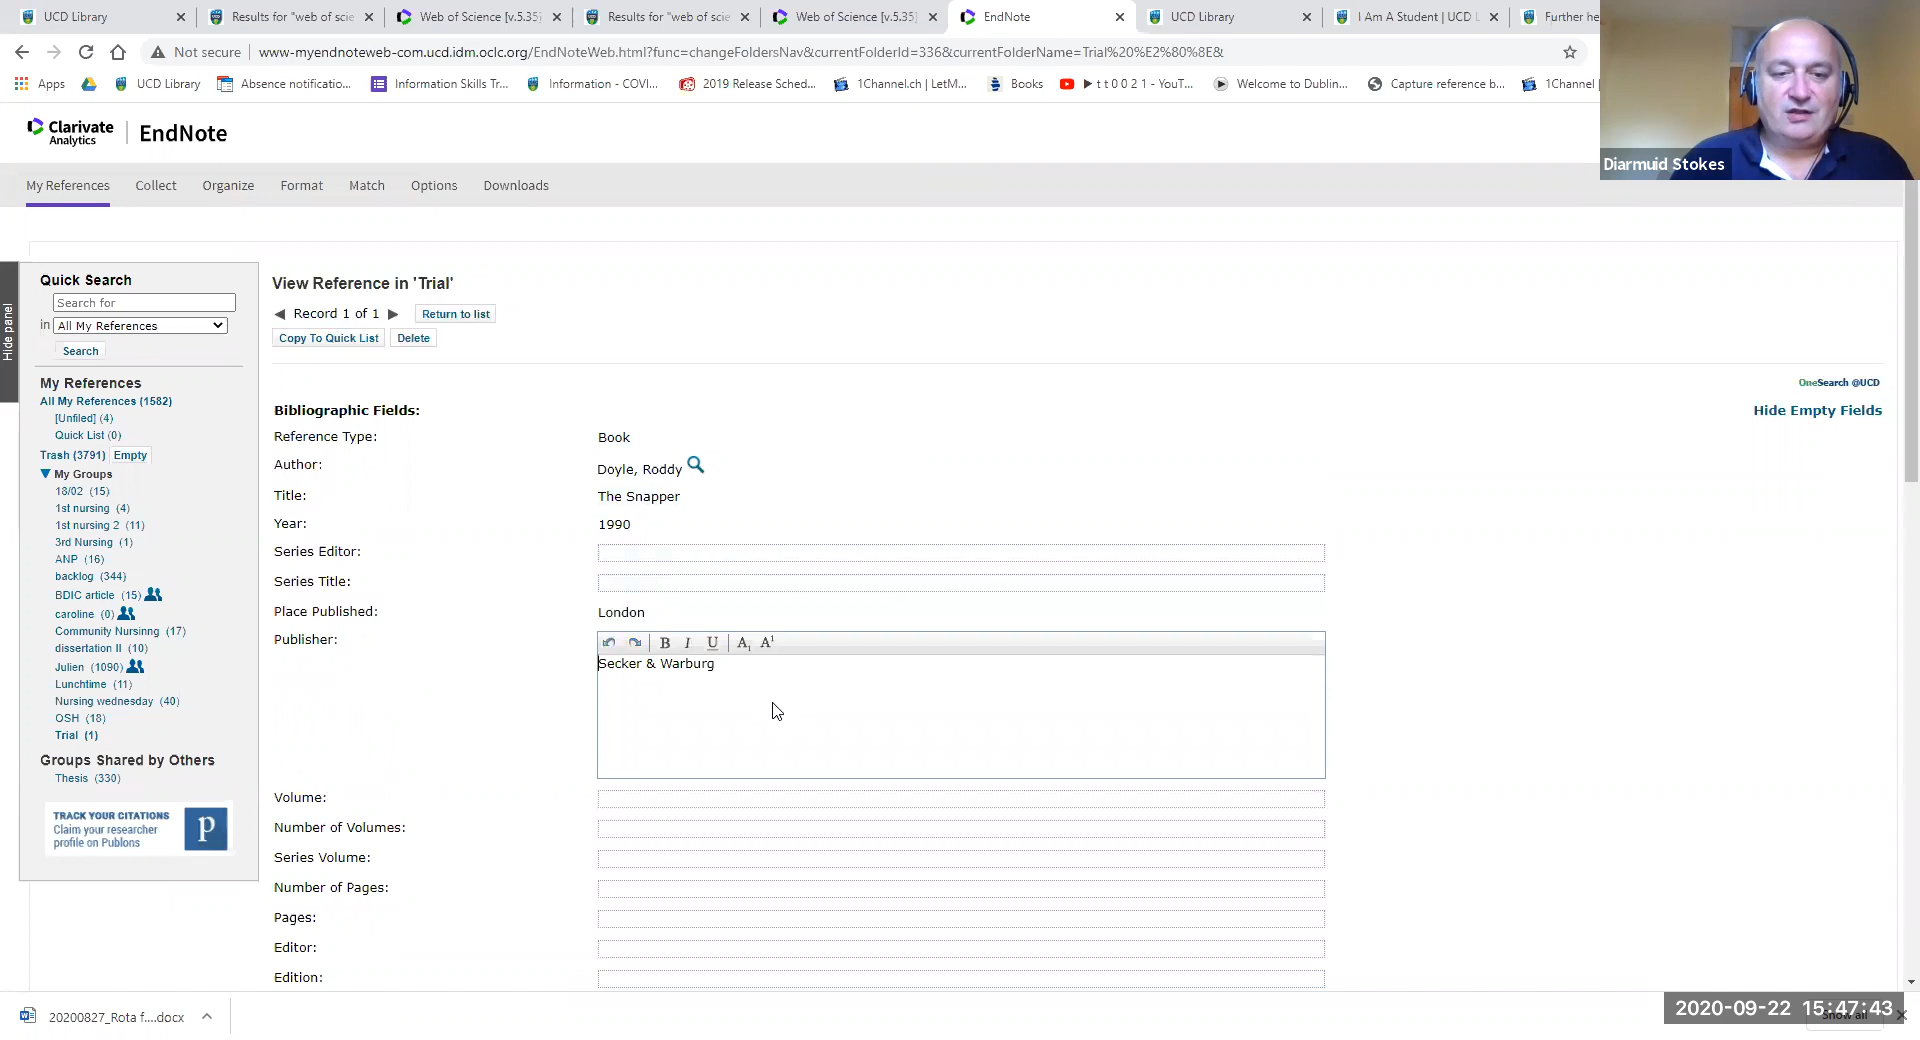 UCD Library
Results for "web of scie
Web of Science [v.5.35]
Results for "web of scie
Web of Science [v.5.35]
EndNote
UCD Library
I Am A Student | UCD L
Further he
Not secure
www-myendnoteweb-com.ucd.idm.oclc.org/EndNoteWeb.html?func=changeFoldersNav&currentFolderId=336&currentFolderName=Trial%20%E2%80%8E&
Apps
UCD Library
Absence notificatio...
Information Skills Tr...
Information - COVI...
2019 Release Sched...
1Channel.ch | LetM...
Books
▶ t t 0 0 2 1 - YouT...
Welcome to Dublin...
Capture reference b...
1Channel
Diarmuid Stokes
Clarivate
Analytics
EndNote
My References
Collect
Organize
Format
Match
Options
Downloads
Hide panel
Quick Search
Search for
in All My References
Search
My References
All My References (1582)
[Unfiled] (4)
Quick List (0)
Trash (3791) Empty
My Groups
18/02 (15)
1st nursing (4)
1st nursing 2 (11)
3rd Nursing (1)
ANP (16)
backlog (344)
BDIC article (15)
caroline (0)
Community Nursinng (17)
dissertation II (10)
Julien (1090)
Lunchtime (11)
Nursing wednesday (40)
OSH (18)
Trial (1)
Groups Shared by Others
Thesis (330)
TRACK YOUR CITATIONS
Claim your researcher
profile on Publons
p
View Reference in 'Trial'
Record 1 of 1
Return to list
Copy To Quick List
Delete
OneSearch @UCD
Bibliographic Fields:
Hide Empty Fields
Reference Type: Book
Author: Doyle, Roddy
Title: The Snapper
Year: 1990
Series Editor:
Series Title:
Place Published: London
Publisher:
B I U A1 A1
Secker & Warburg
Volume:
Number of Volumes:
Series Volume:
Number of Pages:
Pages:
Editor:
Edition:
20200827_Rota f....docx
2020-09-22 15:47:43
Show all